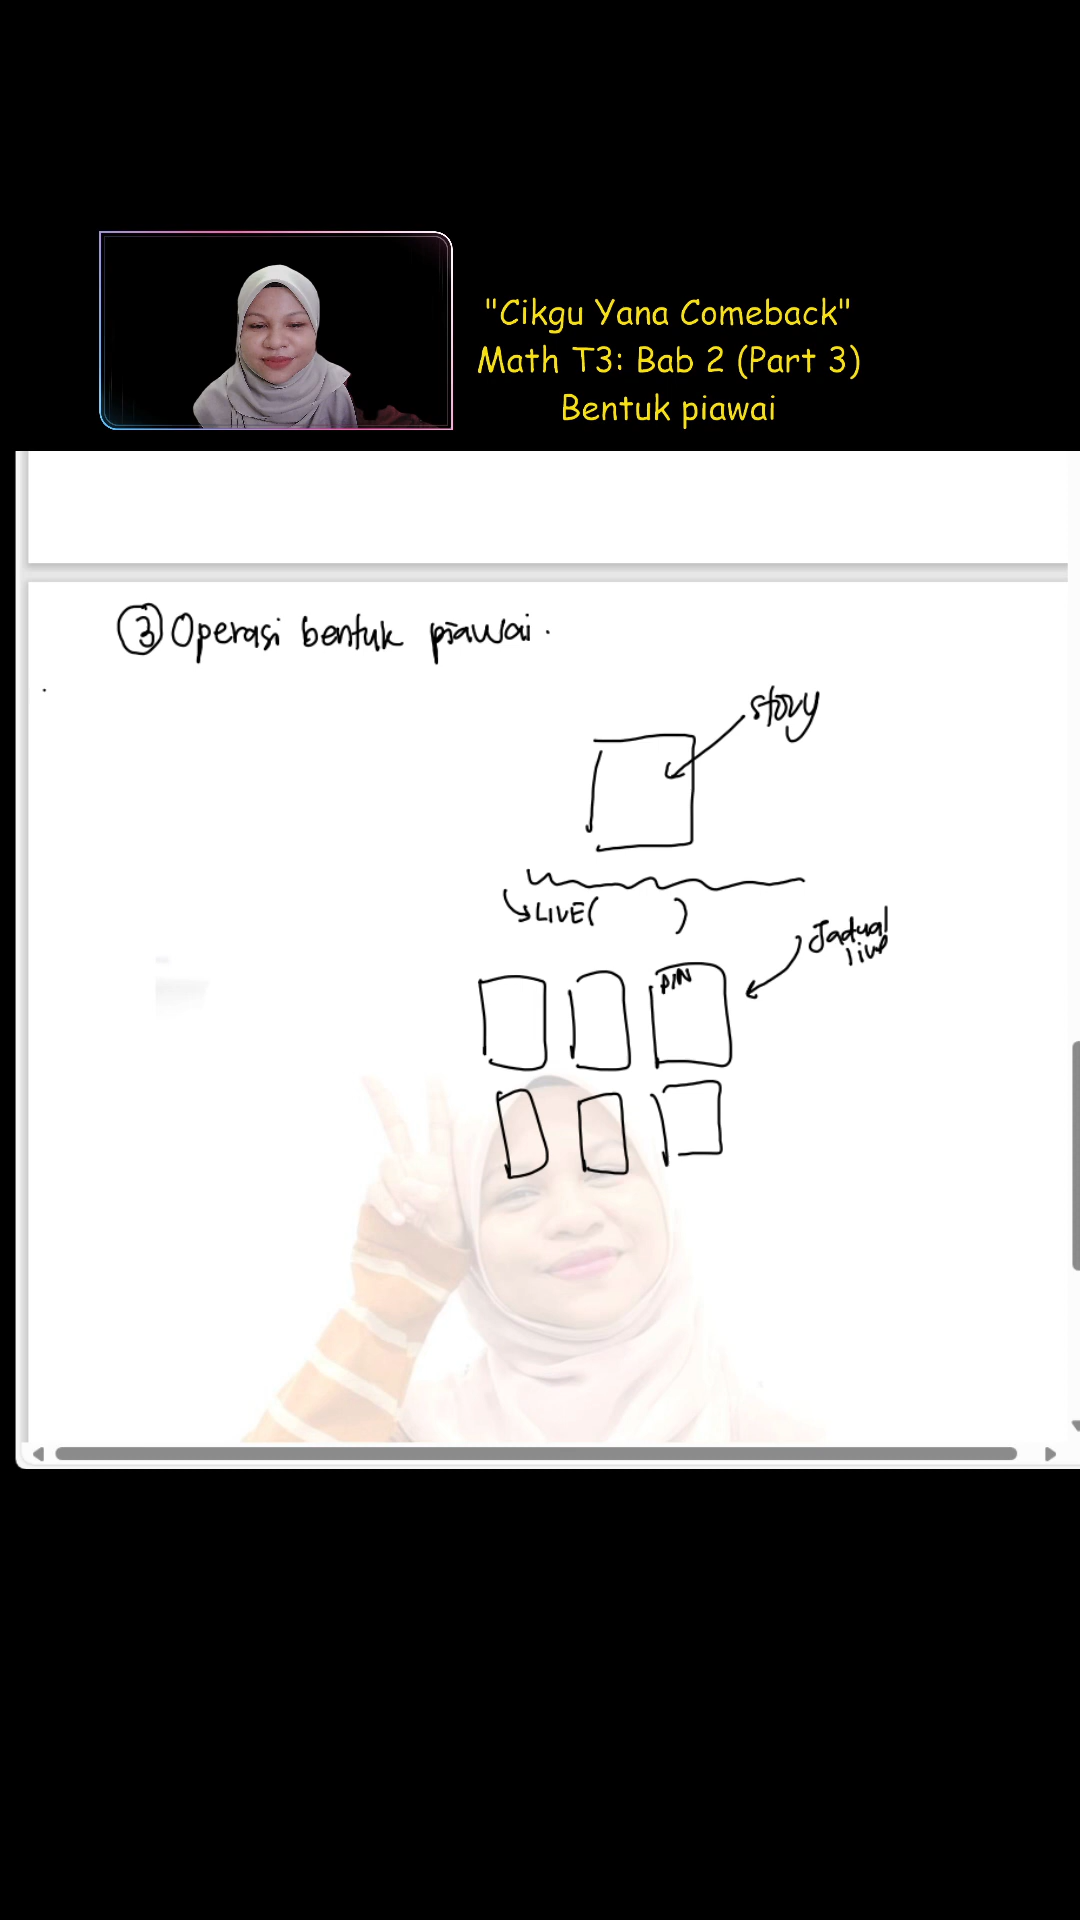 "Cikgu Yana Comeback"
Math T3: Bab 2 (Part 3)
Bentuk piawai
3 Operasi bentuk piawai.
story
LIVE( )
Jadual
live
PIN